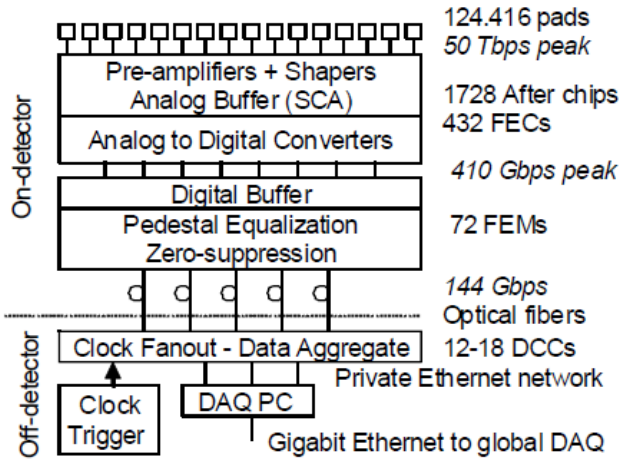 124.416 pads
50 Tbps peak
Pre-amplifiers + Shapers
Analog Buffer (SCA)
1728 After chips
432 FECs
Analog to Digital Converters
410 Gbps peak
Digital Buffer
Pedestal Equalization
Zero-suppression
72 FEMs
On-detector
144 Gbps
Optical fibers
Clock Fanout - Data Aggregate
12-18 DCCs
Private Ethernet network
Clock
Trigger
DAQ PC
Gigabit Ethernet to global DAQ
Off-detector